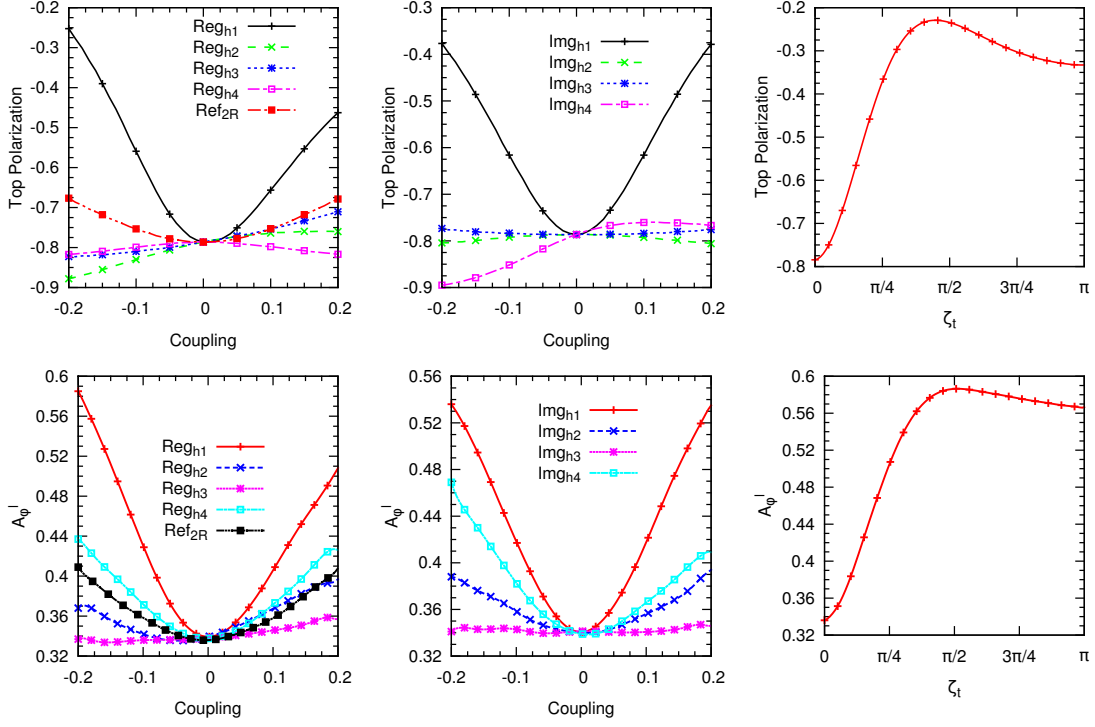 Top Polarization
-0.2
-0.3
-0.4
-0.5
-0.6
-0.7
-0.8
-0.9
Reg_h1
Reg_h2
Reg_h3
Reg_h4
Ref_2R
-0.2 -0.1 0 0.1 0.2
Coupling
Top Polarization
-0.3
-0.4
-0.5
-0.6
-0.7
-0.8
-0.9
Img_h1
Img_h2
Img_h3
Img_h4
-0.2 -0.1 0 0.1 0.2
Coupling
Top Polarization
-0.2
-0.3
-0.4
-0.5
-0.6
-0.7
-0.8
0 π/4 π/2 3π/4 π
ζ_t
A_φ^l
0.6
0.56
0.52
0.48
0.44
0.4
0.36
0.32
Reg_h1
Reg_h2
Reg_h3
Reg_h4
Ref_2R
-0.2 -0.1 0 0.1 0.2
Coupling
A_φ^l
0.56
0.52
0.48
0.44
0.4
0.36
0.32
Img_h1
Img_h2
Img_h3
Img_h4
-0.2 -0.1 0 0.1 0.2
Coupling
A_φ^l
0.6
0.56
0.52
0.48
0.44
0.4
0.36
0.32
0 π/4 π/2 3π/4 π
ζ_t